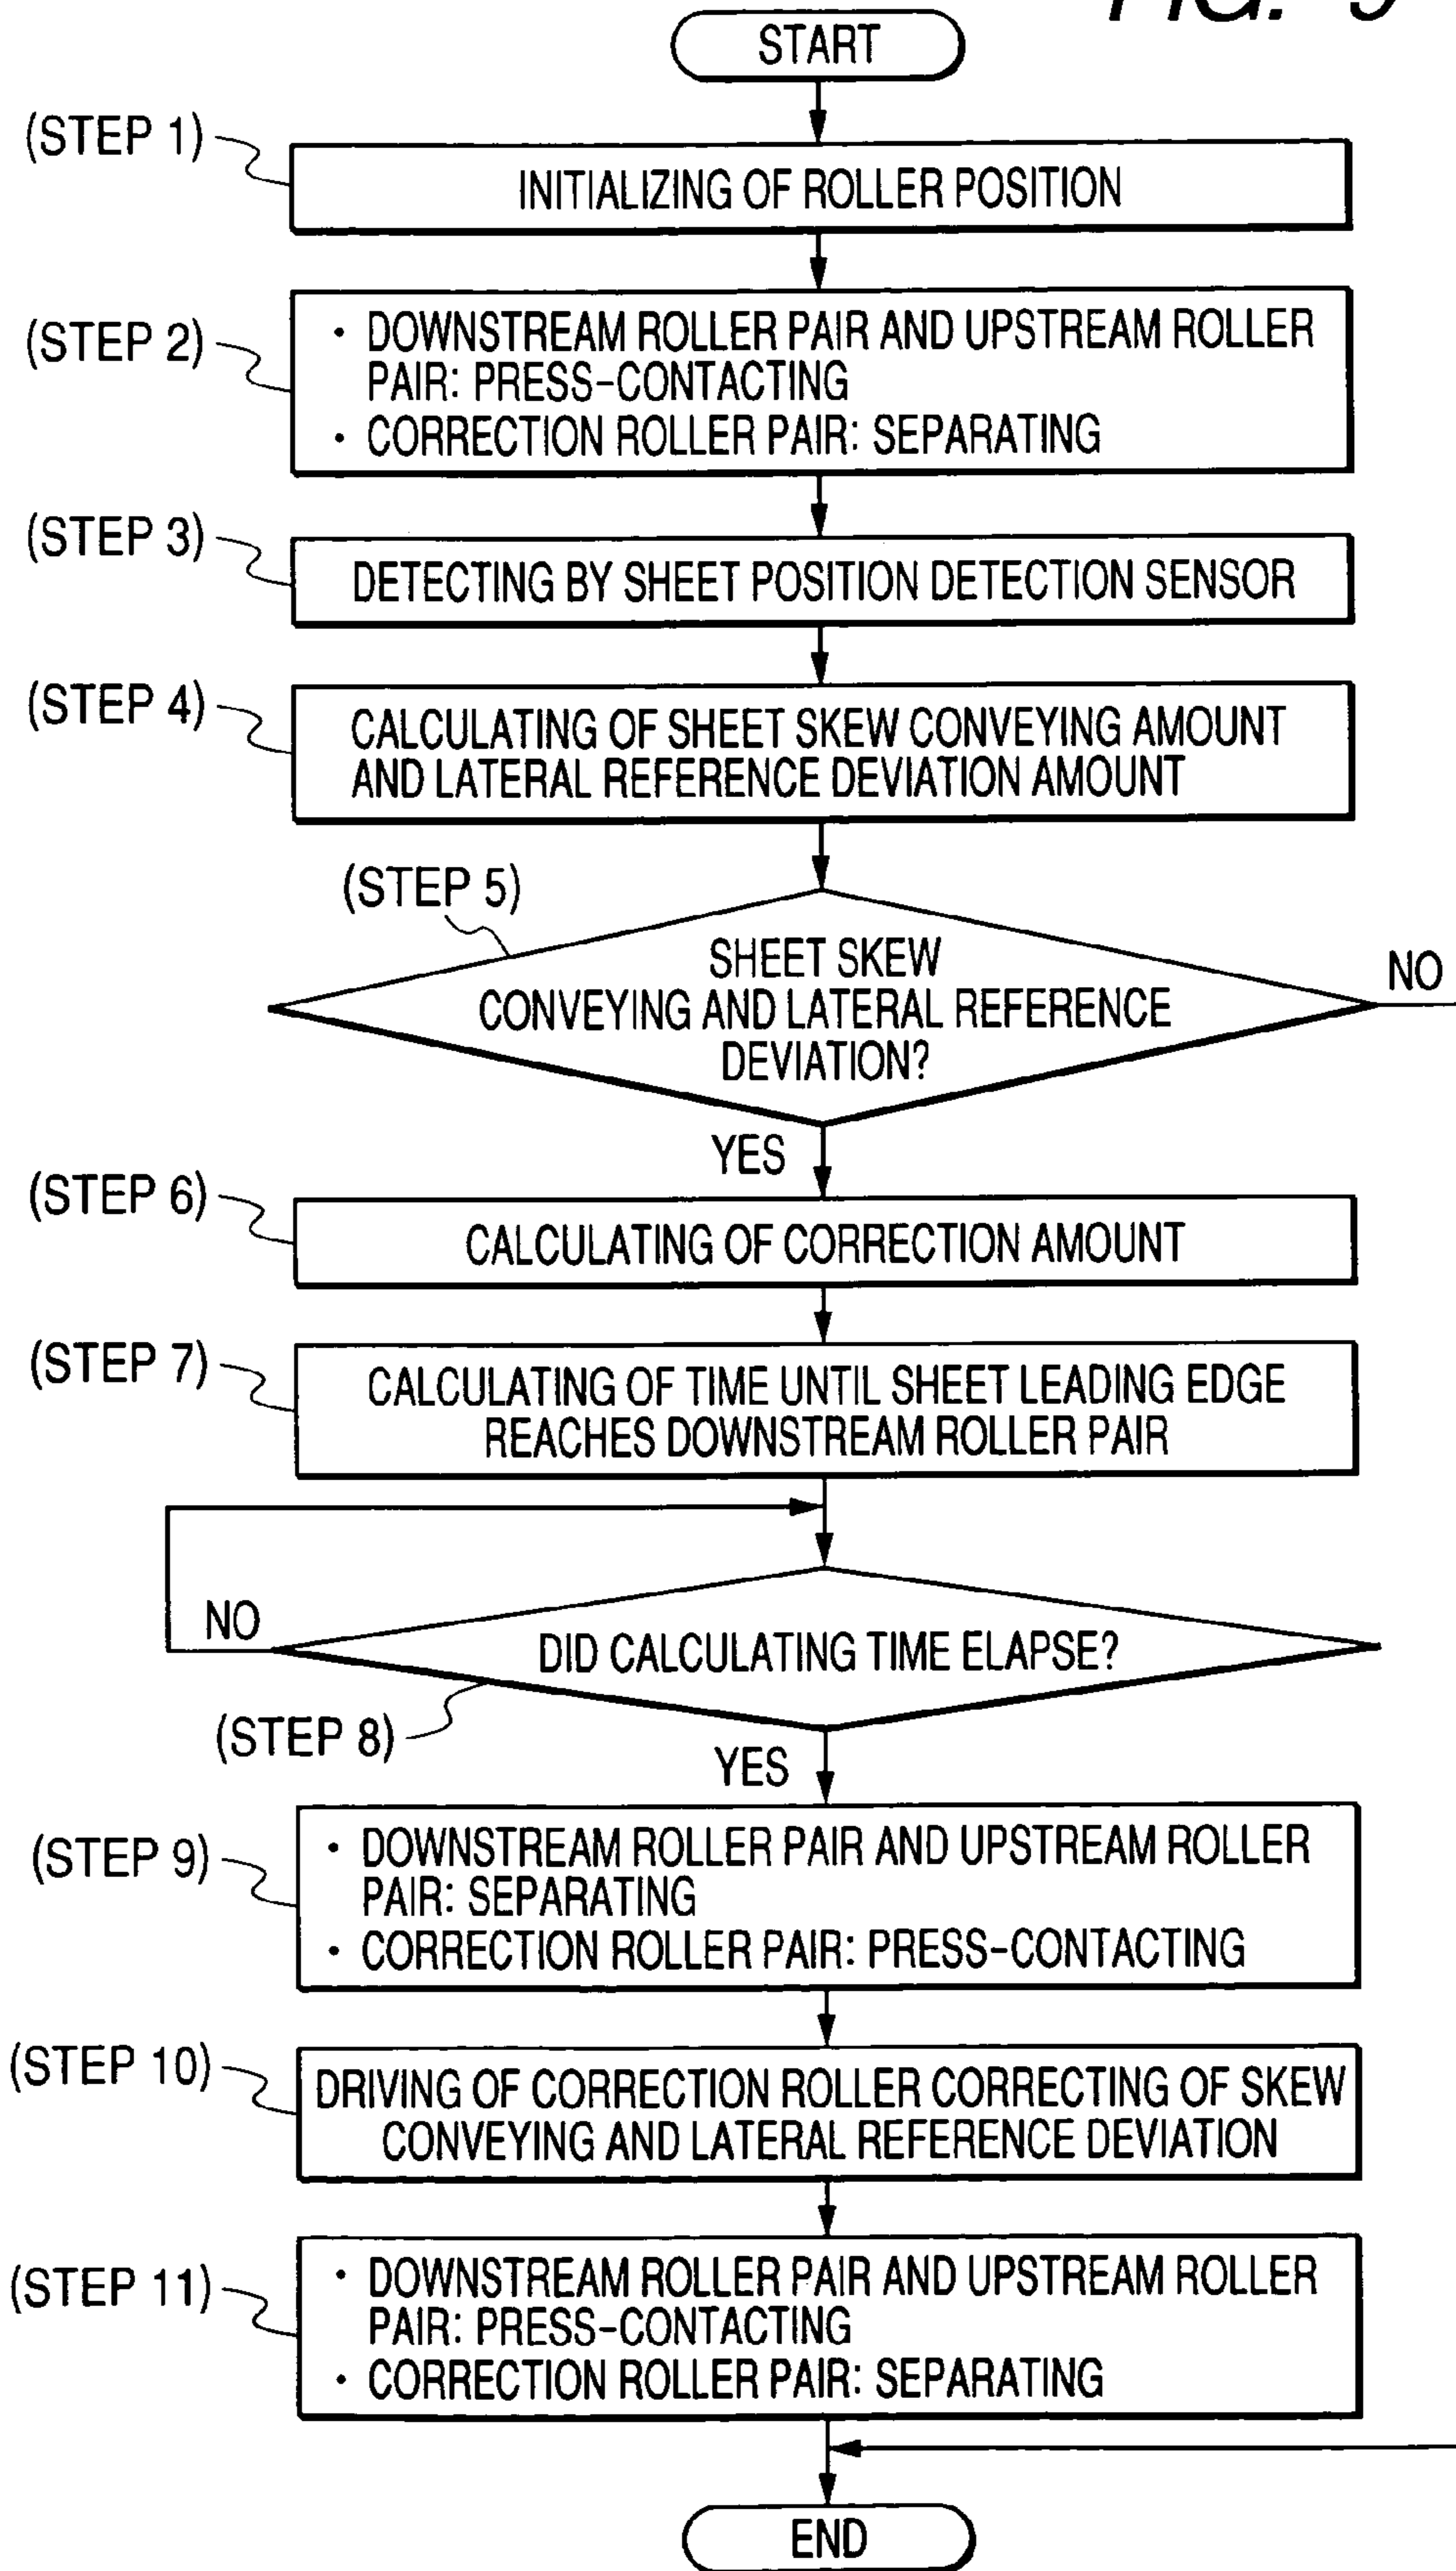 FIG. 9
START
(STEP 1)
INITIALIZING OF ROLLER POSITION
(STEP 2)
· DOWNSTREAM ROLLER PAIR AND UPSTREAM ROLLER
PAIR: PRESS-CONTACTING
· CORRECTION ROLLER PAIR: SEPARATING
(STEP 3)
DETECTING BY SHEET POSITION DETECTION SENSOR
(STEP 4)
CALCULATING OF SHEET SKEW CONVEYING AMOUNT
AND LATERAL REFERENCE DEVIATION AMOUNT
(STEP 5)
SHEET SKEW
CONVEYING AND LATERAL REFERENCE
DEVIATION?
NO
YES
(STEP 6)
CALCULATING OF CORRECTION AMOUNT
(STEP 7)
CALCULATING OF TIME UNTIL SHEET LEADING EDGE
REACHES DOWNSTREAM ROLLER PAIR
NO
DID CALCULATING TIME ELAPSE?
(STEP 8)
YES
(STEP 9)
· DOWNSTREAM ROLLER PAIR AND UPSTREAM ROLLER
PAIR: SEPARATING
· CORRECTION ROLLER PAIR: PRESS-CONTACTING
(STEP 10)
DRIVING OF CORRECTION ROLLER CORRECTING OF SKEW
CONVEYING AND LATERAL REFERENCE DEVIATION
(STEP 11)
· DOWNSTREAM ROLLER PAIR AND UPSTREAM ROLLER
PAIR: PRESS-CONTACTING
· CORRECTION ROLLER PAIR: SEPARATING
END